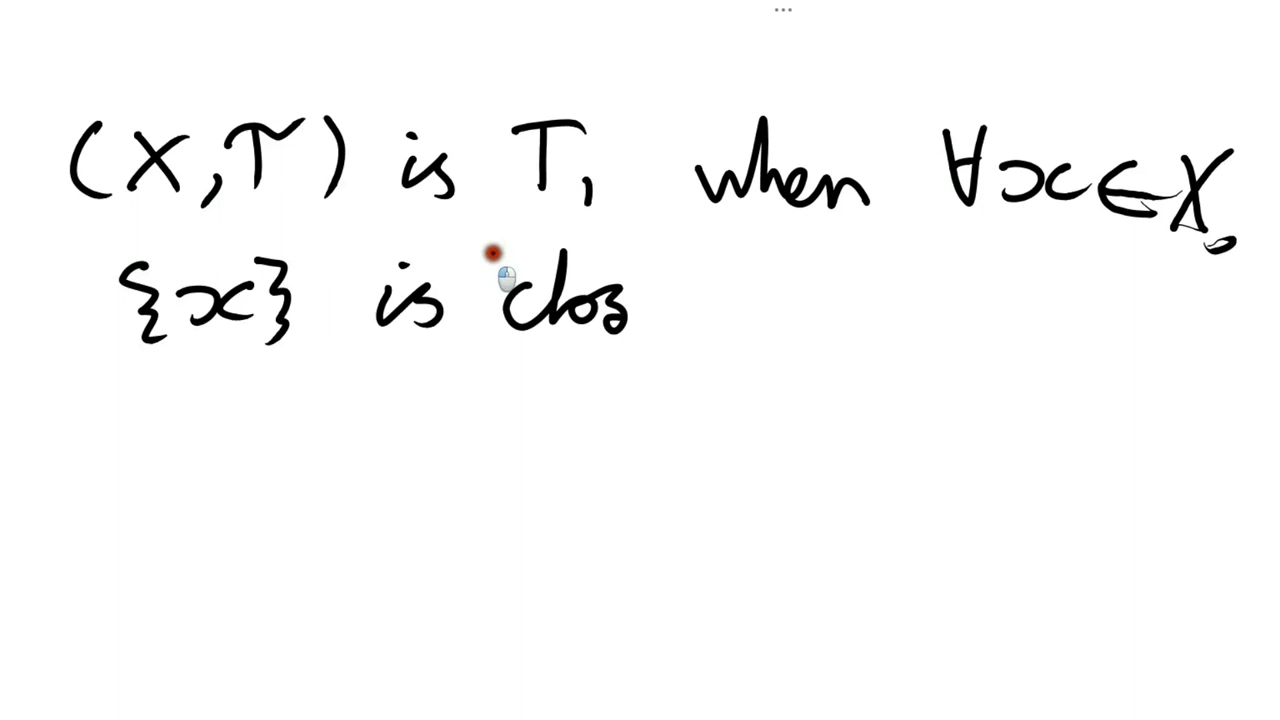 (X, τ) is T₁ when ∀x∈X,
{x} is clos